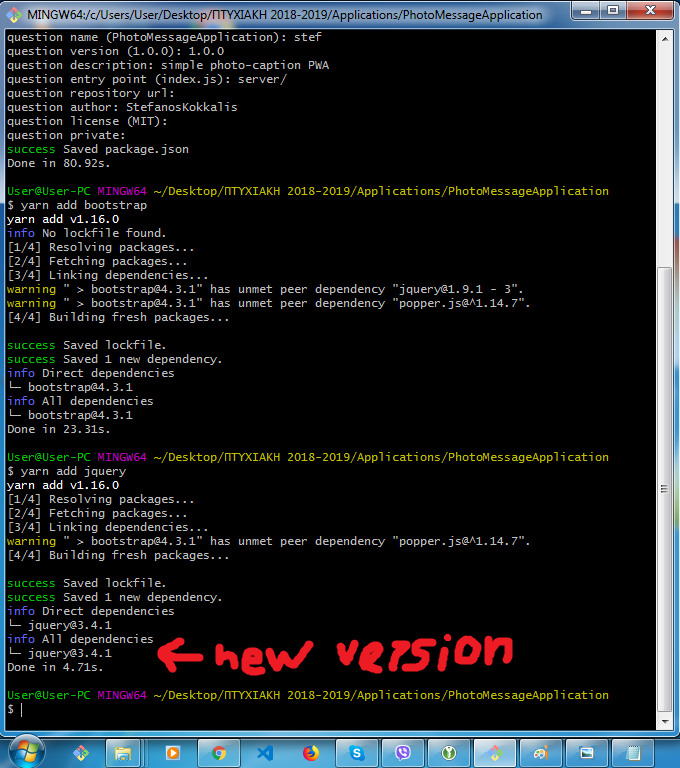 MINGW64:/c/Users/User/Desktop/ΠΤΥΧΙΑΚΗ 2018-2019/Applications/PhotoMessageApplication
question name (PhotoMessageApplication): stef
question version (1.0.0): 1.0.0
question description: simple photo-caption PWA
question entry point (index.js): server/
question repository url:
question author: StefanosKokkalis
question license (MIT):
question private:
success Saved package.json
Done in 80.92s.
User@User-PC MINGW64 ~/Desktop/ΠΤΥΧΙΑΚΗ 2018-2019/Applications/PhotoMessageApplication
$ yarn add bootstrap
yarn add v1.16.0
info No lockfile found.
[1/4] Resolving packages...
[2/4] Fetching packages...
[3/4] Linking dependencies...
warning " > bootstrap@4.3.1" has unmet peer dependency "jquery@1.9.1 - 3".
warning " > bootstrap@4.3.1" has unmet peer dependency "popper.js@^1.14.7".
[4/4] Building fresh packages...
success Saved lockfile.
success Saved 1 new dependency.
info Direct dependencies
└─ bootstrap@4.3.1
info All dependencies
└─ bootstrap@4.3.1
Done in 23.31s.
User@User-PC MINGW64 ~/Desktop/ΠΤΥΧΙΑΚΗ 2018-2019/Applications/PhotoMessageApplication
$ yarn add jquery
yarn add v1.16.0
[1/4] Resolving packages...
[2/4] Fetching packages...
[3/4] Linking dependencies...
warning " > bootstrap@4.3.1" has unmet peer dependency "popper.js@^1.14.7".
[4/4] Building fresh packages...
success Saved lockfile.
success Saved 1 new dependency.
info Direct dependencies
└─ jquery@3.4.1
info All dependencies
└─ jquery@3.4.1
new version
Done in 4.71s.
User@User-PC MINGW64 ~/Desktop/ΠΤΥΧΙΑΚΗ 2018-2019/Applications/PhotoMessageApplication
$